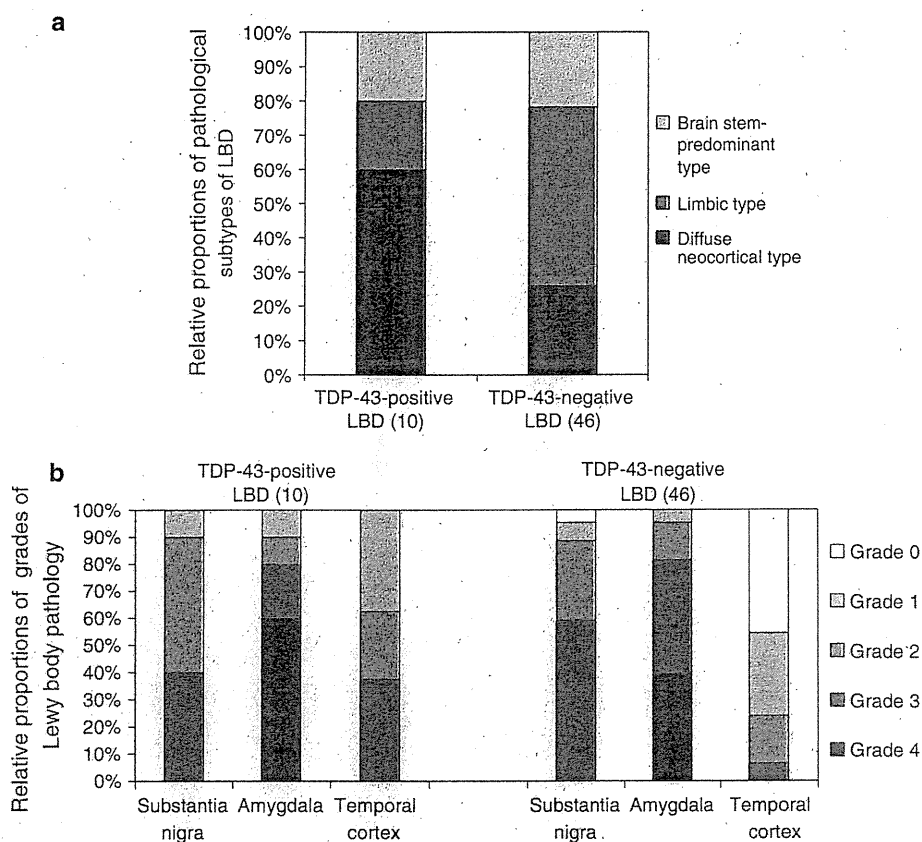 a
Relative proportions of pathological
subtypes of LBD
100%
90%
80%
70%
60%
50%
40%
30%
20%
10%
0%
TDP-43-positive
LBD (10)
TDP-43-negative
LBD (46)
Brain stem-
predominant
type
Limbic type
Diffuse
neocortical type
b
Relative proportions of grades of
Lewy body pathology
TDP-43-positive
LBD (10)
TDP-43-negative
LBD (46)
100%
90%
80%
70%
60%
50%
40%
30%
20%
10%
0%
Substantia
nigra
Amygdala
Temporal
cortex
Substantia
nigra
Amygdala
Temporal
cortex
Grade 0
Grade 1
Grade 2
Grade 3
Grade 4